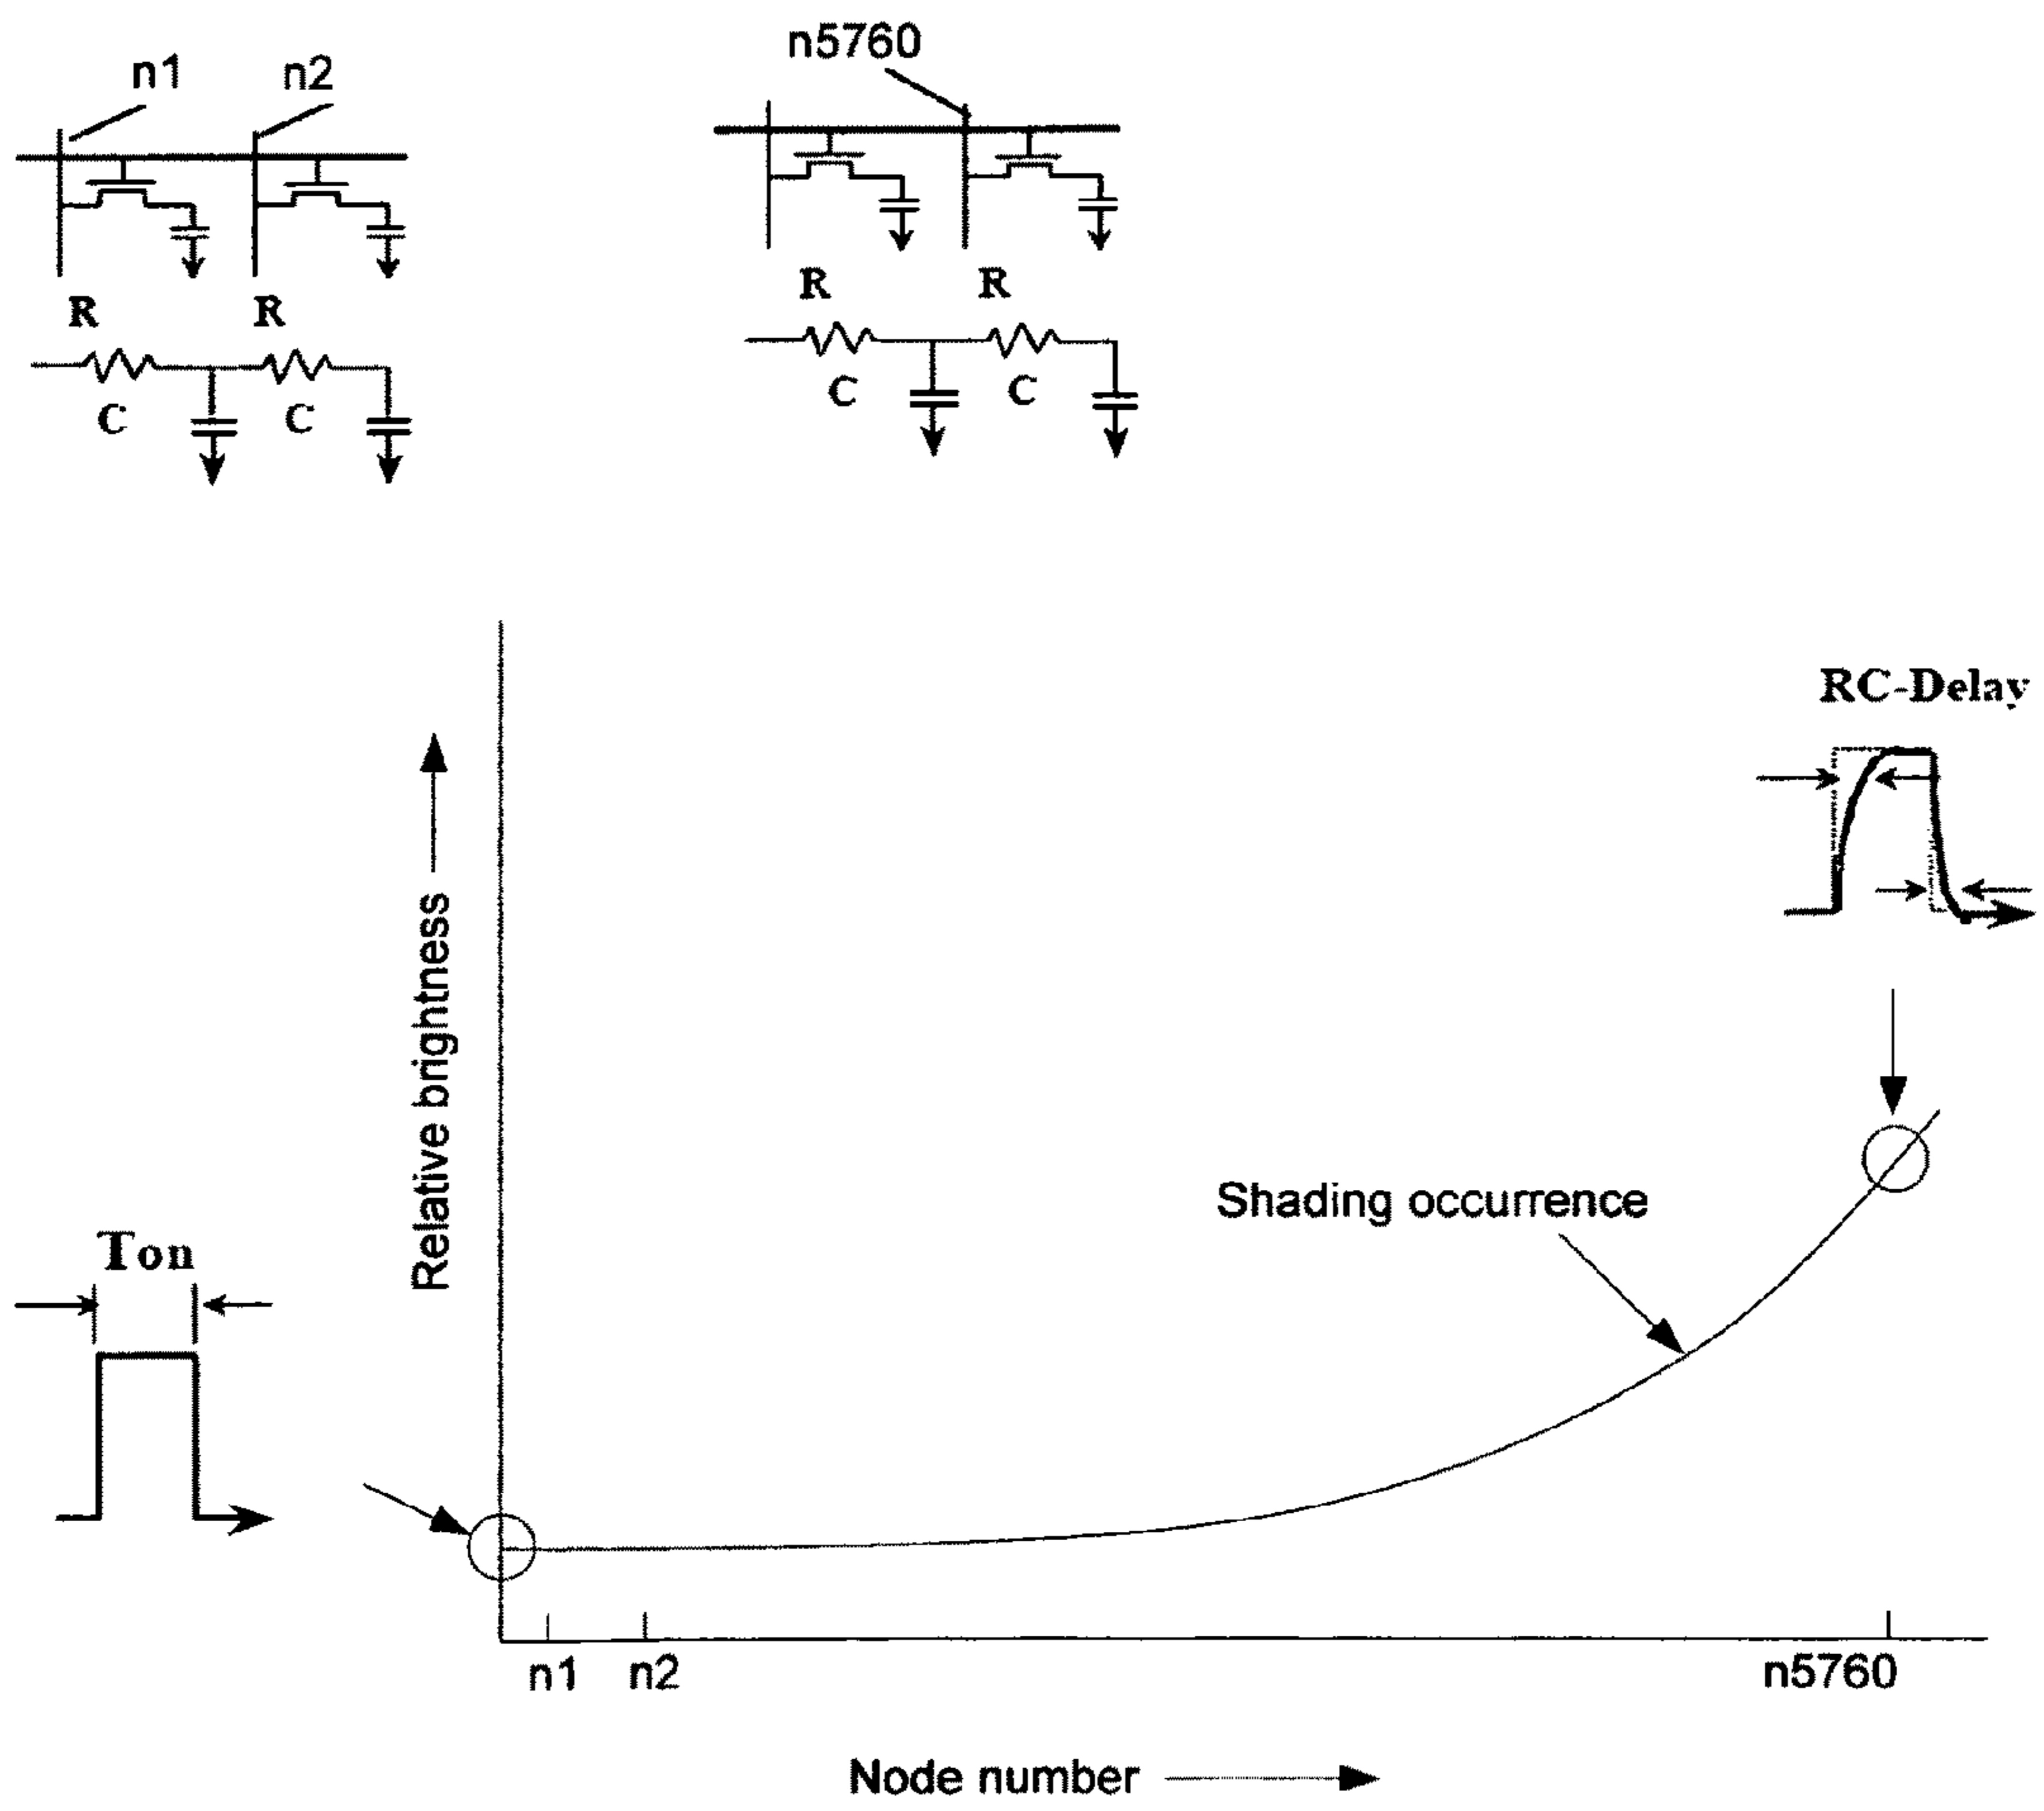 n1
n2
n5760
R
R
C
C
R
R
C
C
RC-Delay
Relative brightness
Shading occurrence
Ton
n1
n2
n5760
Node number